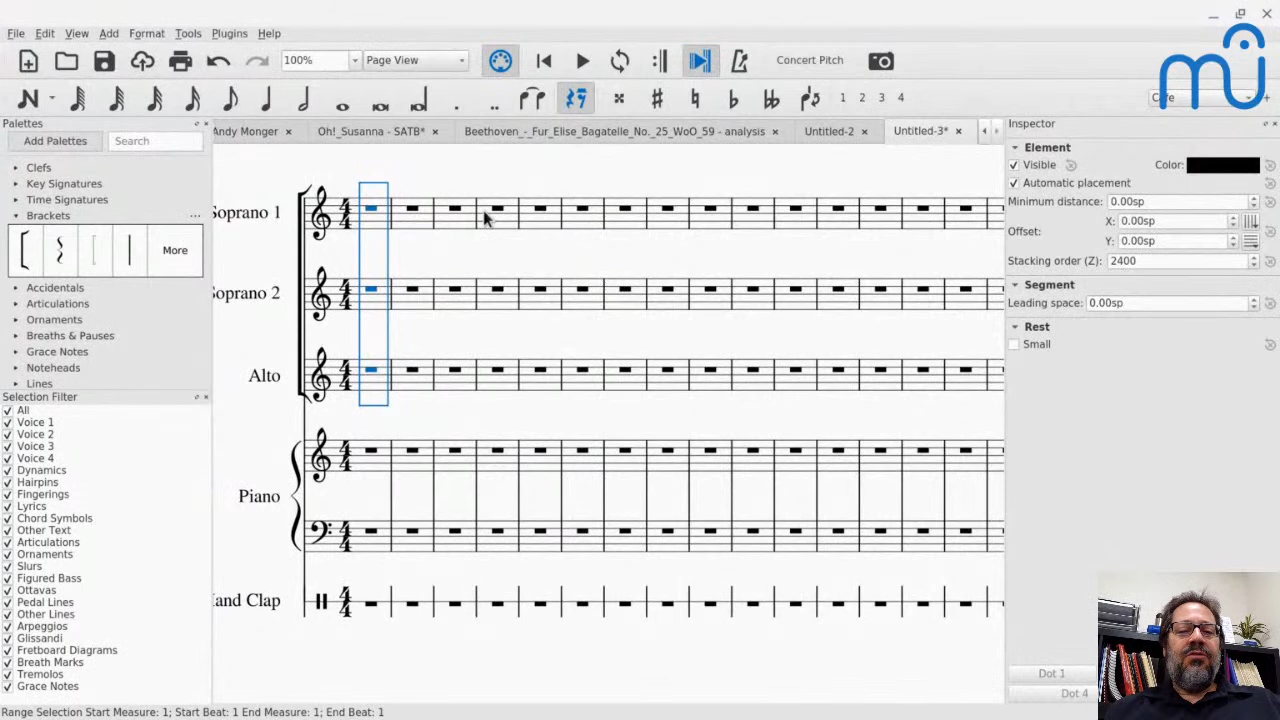 File Edit View Add Format Tools Plugins Help
100% Page View Concert Pitch
1 2 3 4
Palettes
Andy Monger Oh!_Susanna - SATB* Beethoven_-_Fur_Elise_Bagatelle_No._25_WoO_59 - analysis Untitled-2 Untitled-3*
Inspector
Add Palettes Search
Clefs
Key Signatures
Time Signatures
Brackets ...
More
Accidentals
Articulations
Ornaments
Breaths & Pauses
Grace Notes
Noteheads
Lines
Selection Filter
All
Voice 1
Voice 2
Voice 3
Voice 4
Dynamics
Hairpins
Fingerings
Lyrics
Chord Symbols
Other Text
Articulations
Ornaments
Slurs
Figured Bass
Ottavas
Pedal Lines
Other Lines
Arpeggios
Glissandi
Fretboard Diagrams
Breath Marks
Tremolos
Grace Notes
Soprano 1
Soprano 2
Alto
Piano
Hand Clap
Element
Visible Color:
Automatic placement
Minimum distance: 0.00sp
Offset: X: 0.00sp
Y: 0.00sp
Stacking order (Z): 2400
Segment
Leading space: 0.00sp
Rest
Small
Dot 1
Dot 4
Range Selection Start Measure: 1; Start Beat: 1 End Measure: 1; End Beat: 1